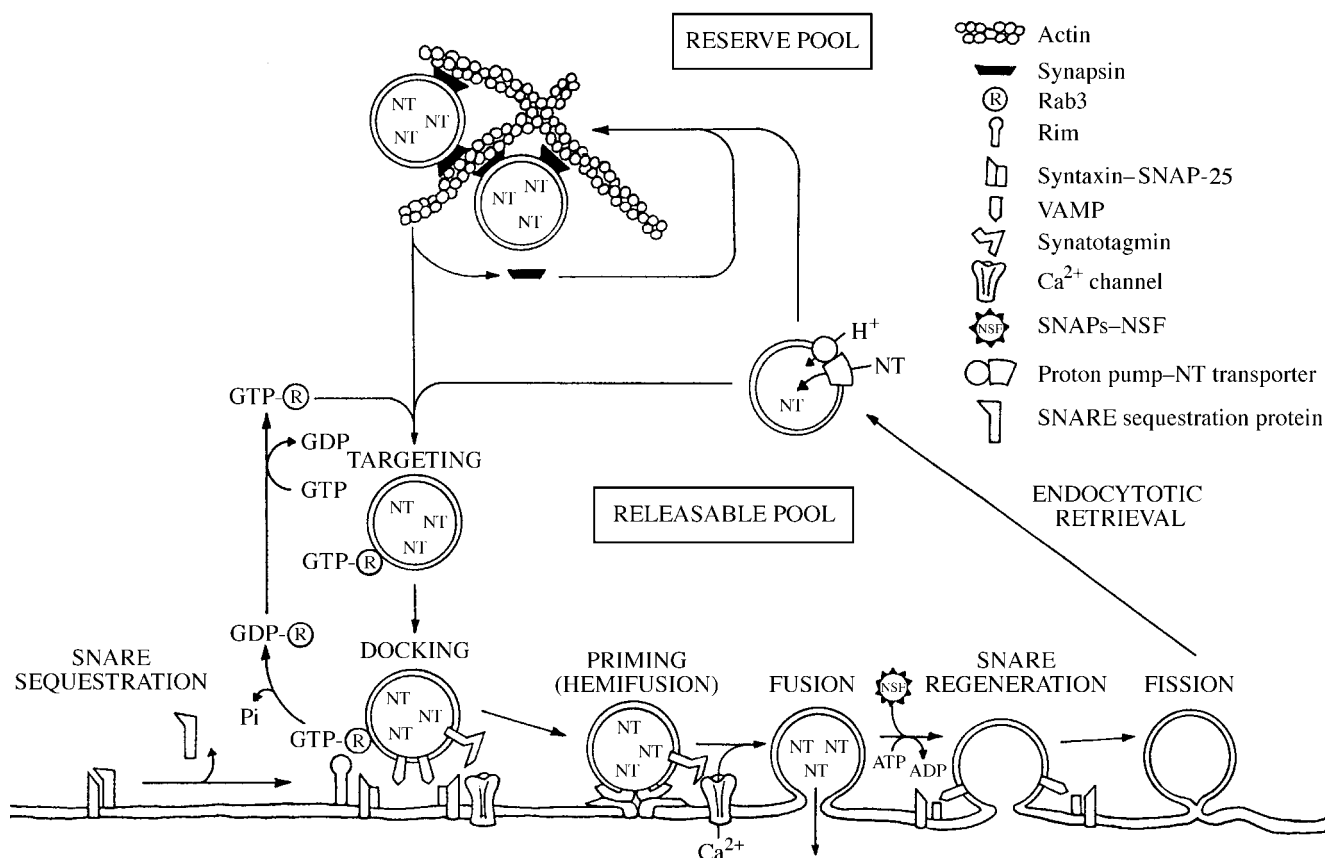 RESERVE POOL
Actin
Synapsin
R Rab3
Rim
Syntaxin–SNAP-25
VAMP
Synatotagmin
Ca2+ channel
NSF SNAPs–NSF
Proton pump–NT transporter
SNARE sequestration protein
NT
NT NT
NT
NT
NT NT
NT
H+
NT
NT
GTP-R
GDP
GTP
TARGETING
NT
NT
NT
GTP-R
RELEASABLE POOL
ENDOCYTOTIC
RETRIEVAL
GDP-R
Pi
GTP-R
SNARE
SEQUESTRATION
DOCKING
NT
NT
NT
PRIMING
(HEMIFUSION)
NT
NT
NT
Ca2+
FUSION
NT NT
NT
NSF
ATP
ADP
SNARE
REGENERATION
FISSION